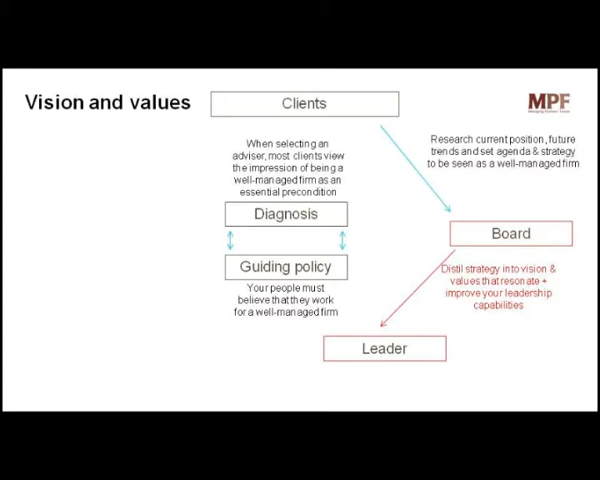 Vision and values
Clients
MPF
When selecting an
adviser, most clients view
the impression of being a
well-managed firm as an
essential precondition
Research current position, future
trends and set agenda & strategy
to be seen as a well-managed firm
Diagnosis
Board
Guiding policy
Your people must
believe that they work
for a well-managed firm
Distil strategy into vision &
values that resonate +
improve your leadership
capabilities
Leader